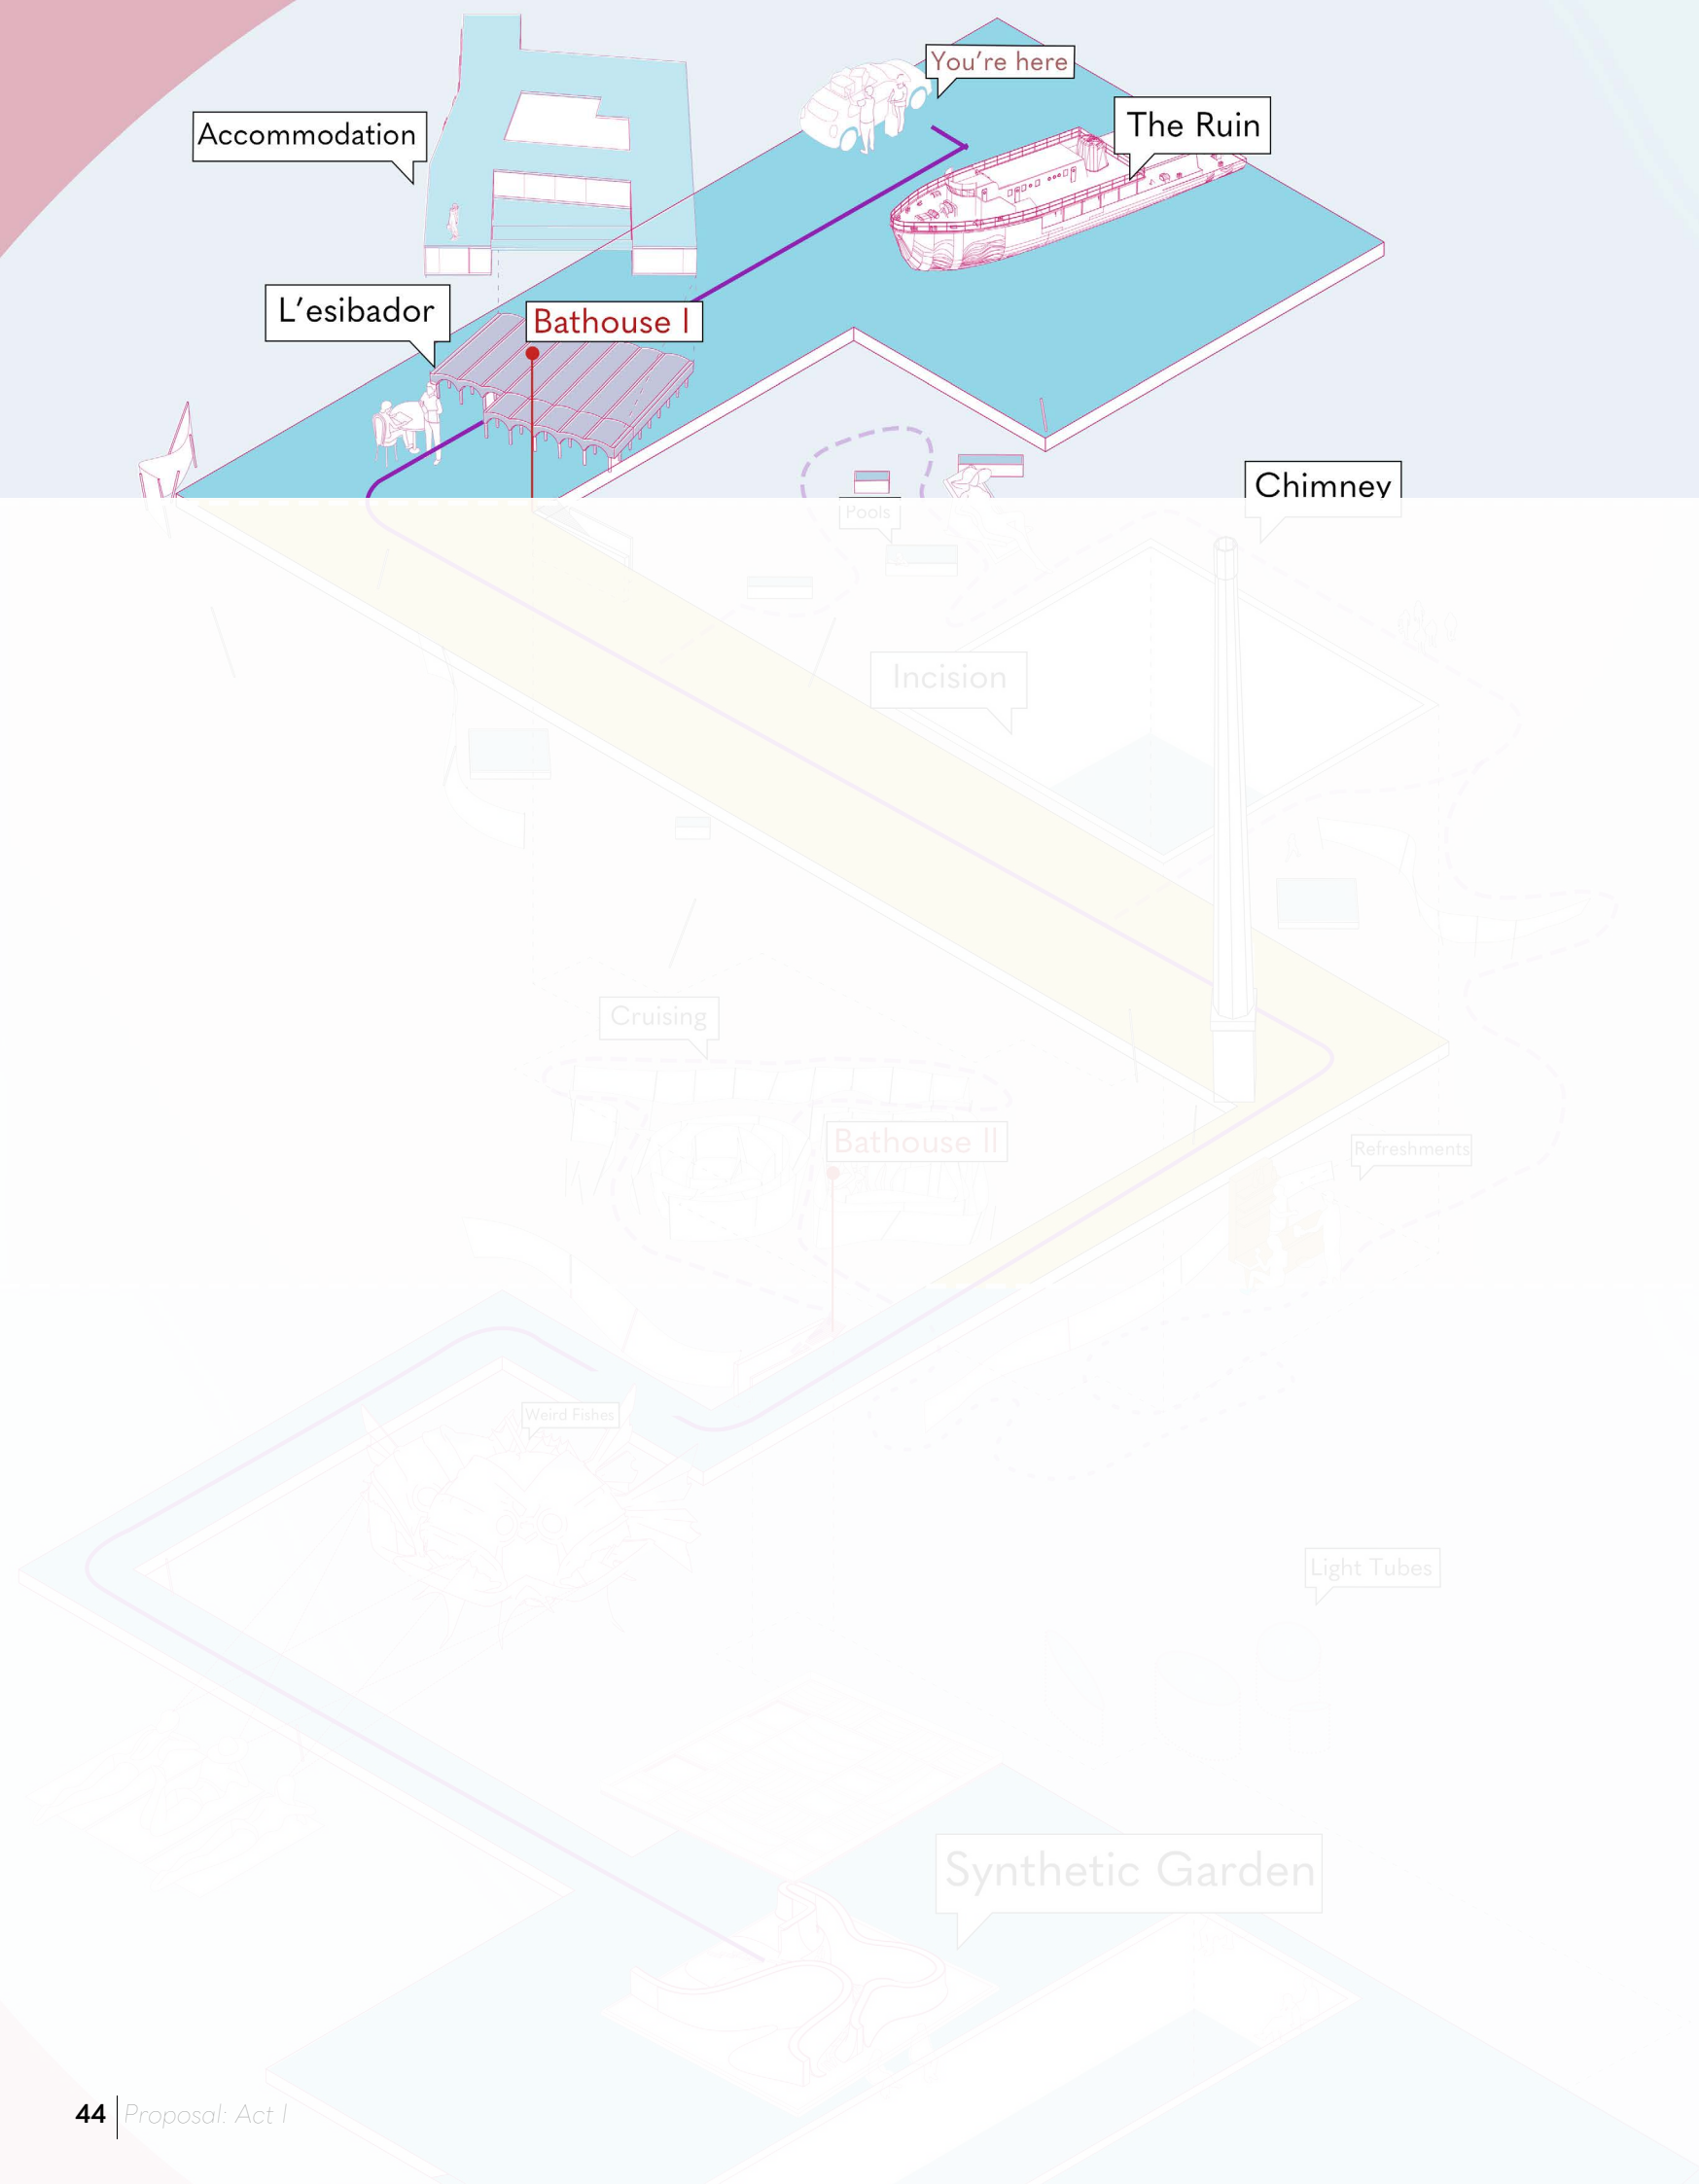 You're here
The Ruin
Accommodation
L'esibador
Bathouse I
Chimney
Pools
Incision
Cruising
Bathouse II
Refreshments
Weird Fishes
Light Tubes
Synthetic Garden
44 Proposal: Act I